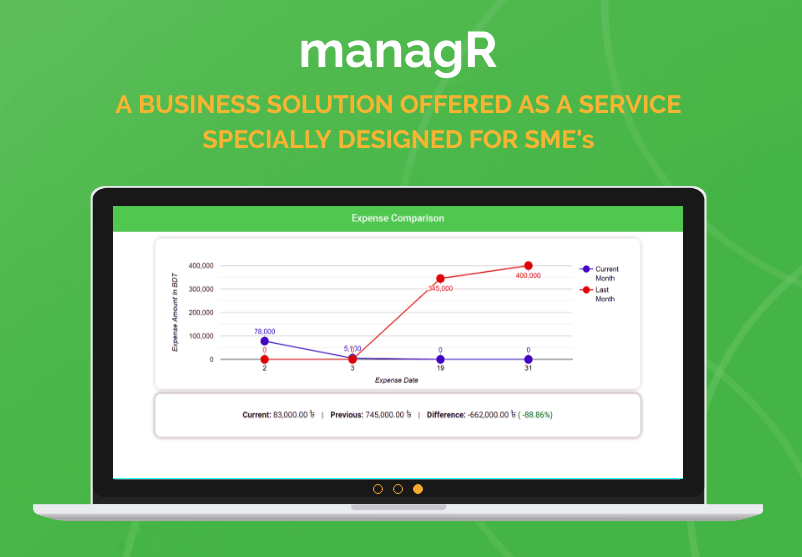 managR
A BUSINESS SOLUTION OFFERED AS A SERVICE
SPECIALLY DESIGNED FOR SME's
Expense Comparison
400,000
300,000
200,000
100,000
0
Expense Amount In BDT
78,000
0
0
0
345,000
400,000
0
2
3
19
31
Expense Date
Current
Month
Last
Month
Current: 83,000.00 ৳ | Previous: 745,000.00 ৳ | Difference: -662,000.00 ৳ ( -88.86%)